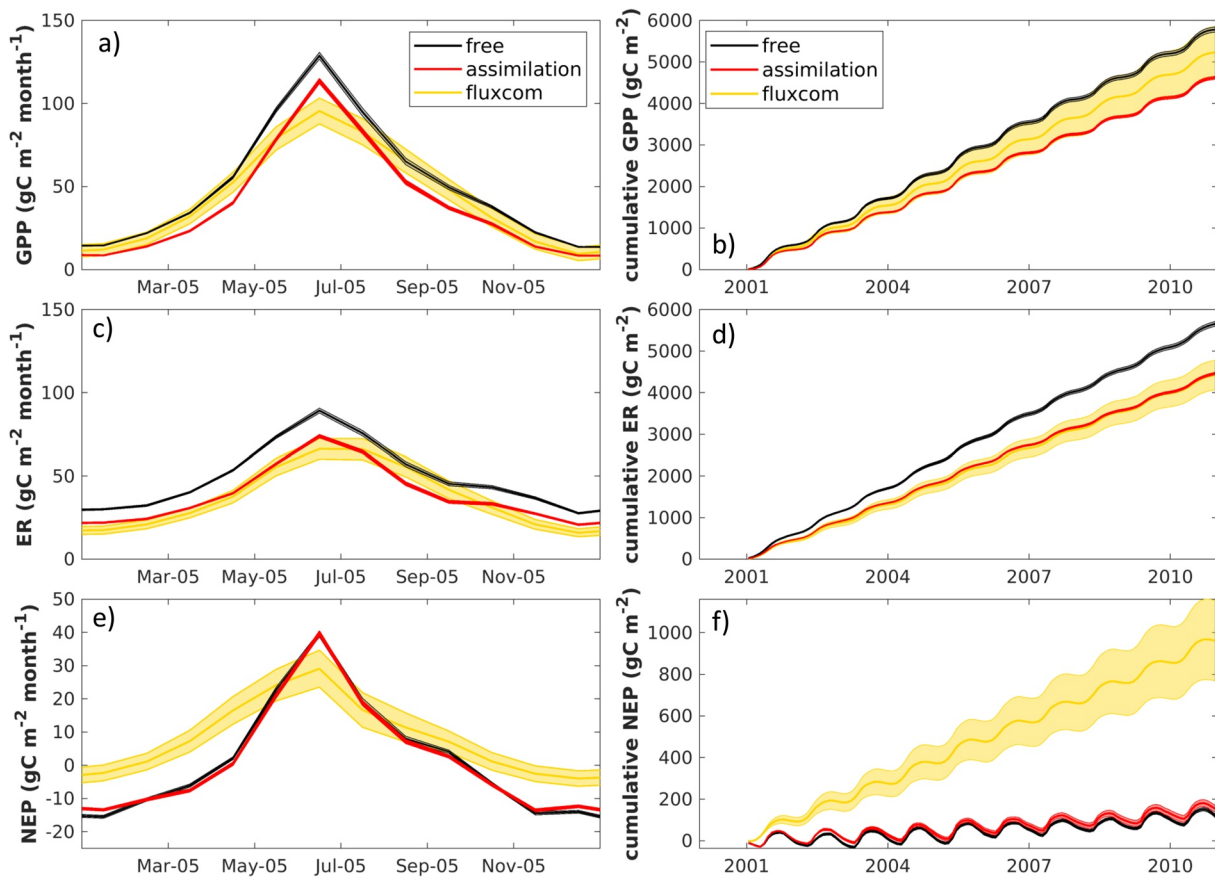 a)
GPP (gC m⁻² month⁻¹)
150
100
50
0
free
assimilation
fluxcom
Mar-05 May-05 Jul-05 Sep-05 Nov-05
b)
cumulative GPP (gC m⁻²)
6000
5000
4000
3000
2000
1000
0
free
assimilation
fluxcom
2001 2004 2007 2010
c)
ER (gC m⁻² month⁻¹)
150
100
50
0
Mar-05 May-05 Jul-05 Sep-05 Nov-05
d)
cumulative ER (gC m⁻²)
6000
5000
4000
3000
2000
1000
0
2001 2004 2007 2010
e)
NEP (gC m⁻² month⁻¹)
50
40
30
20
10
0
-10
-20
Mar-05 May-05 Jul-05 Sep-05 Nov-05
f)
cumulative NEP (gC m⁻²)
1000
800
600
400
200
0
2001 2004 2007 2010